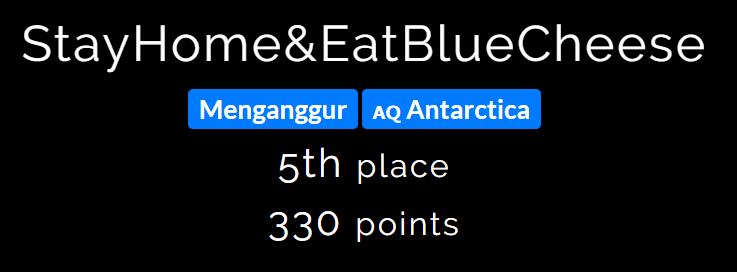 StayHome&EatBlueCheese
Menganggur AQ Antarctica
5th place
330 points